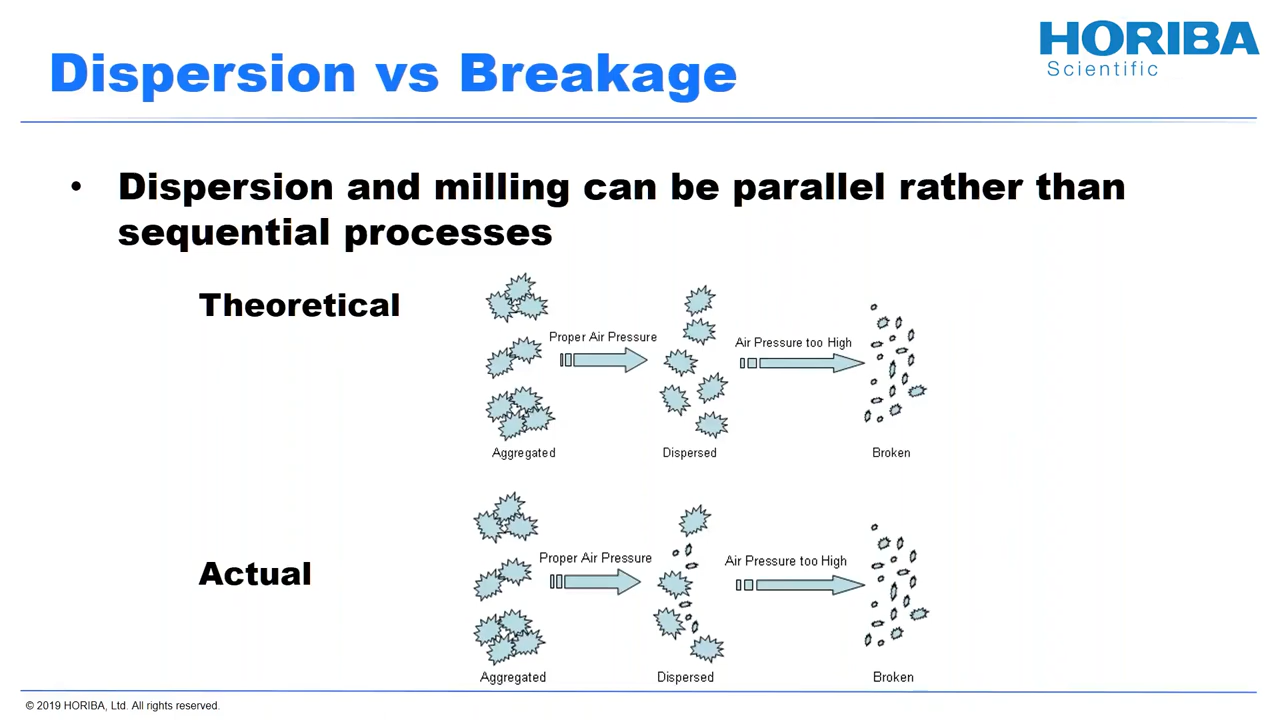 HORIBA
Scientific
Dispersion vs Breakage
• Dispersion and milling can be parallel rather than
sequential processes
Theoretical
Proper Air Pressure
Air Pressure too High
Aggregated
Dispersed
Broken
Actual
Proper Air Pressure
Air Pressure too High
Aggregated
Dispersed
Broken
© 2019 HORIBA, Ltd. All rights reserved.